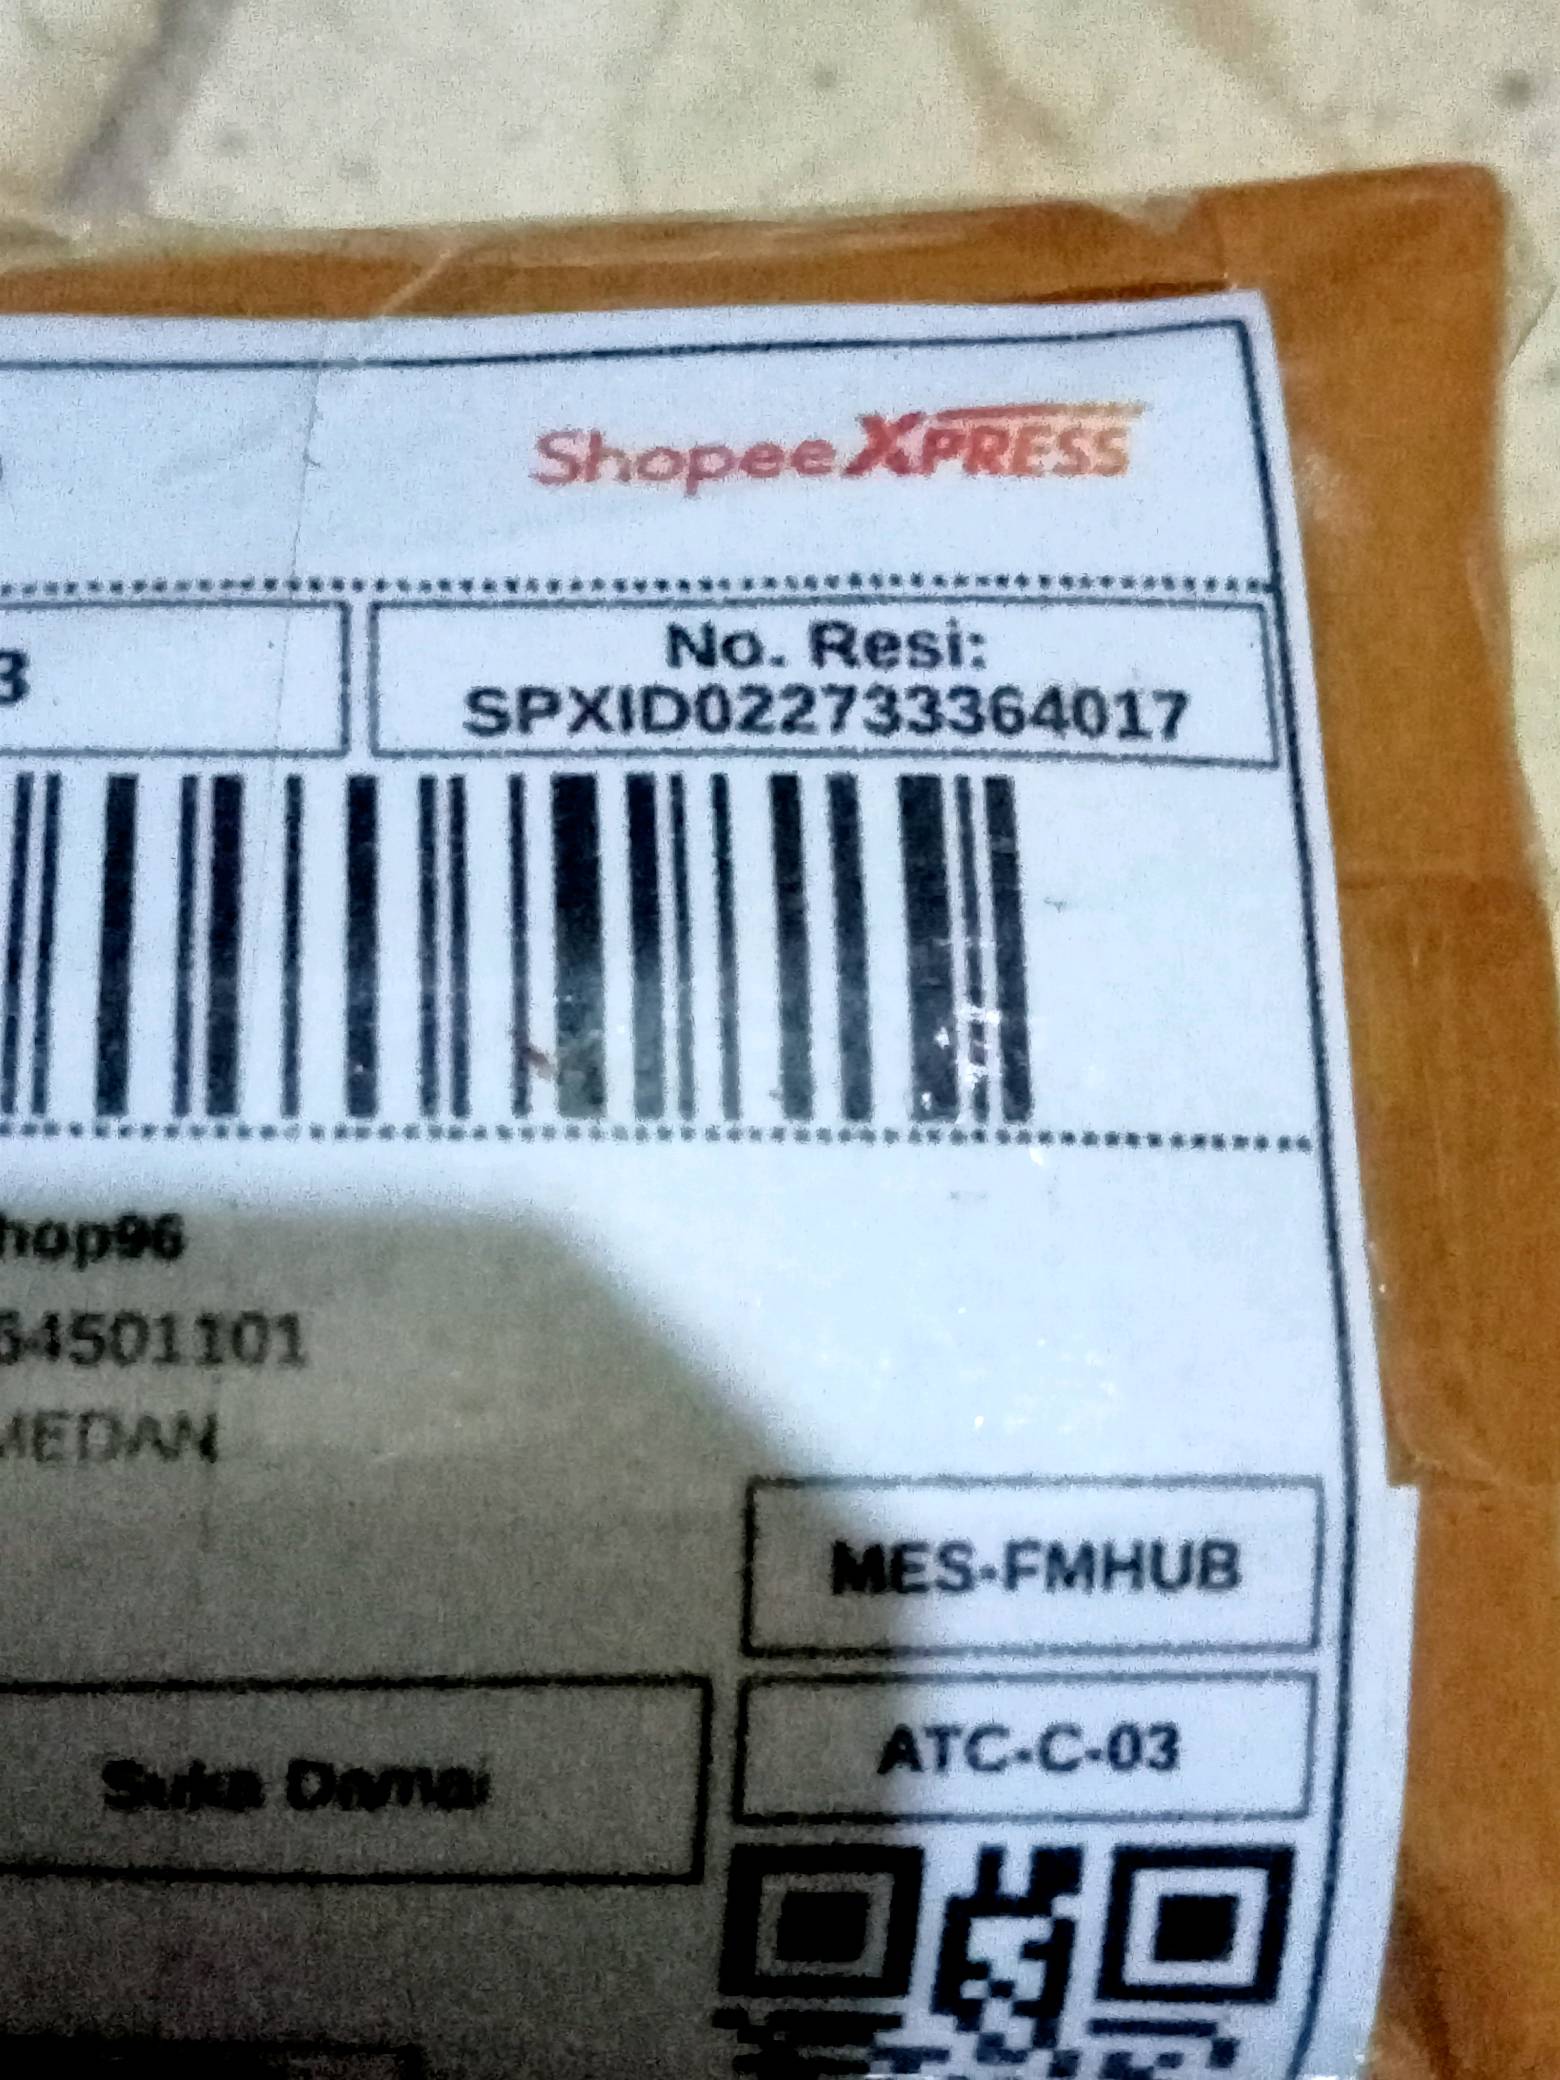 ShopeeXPRESS
3
No. Resi:
SPXID022733364017
hop96
64501101
MEDAN
MES-FMHUB
ATC-C-03
Suka Damai